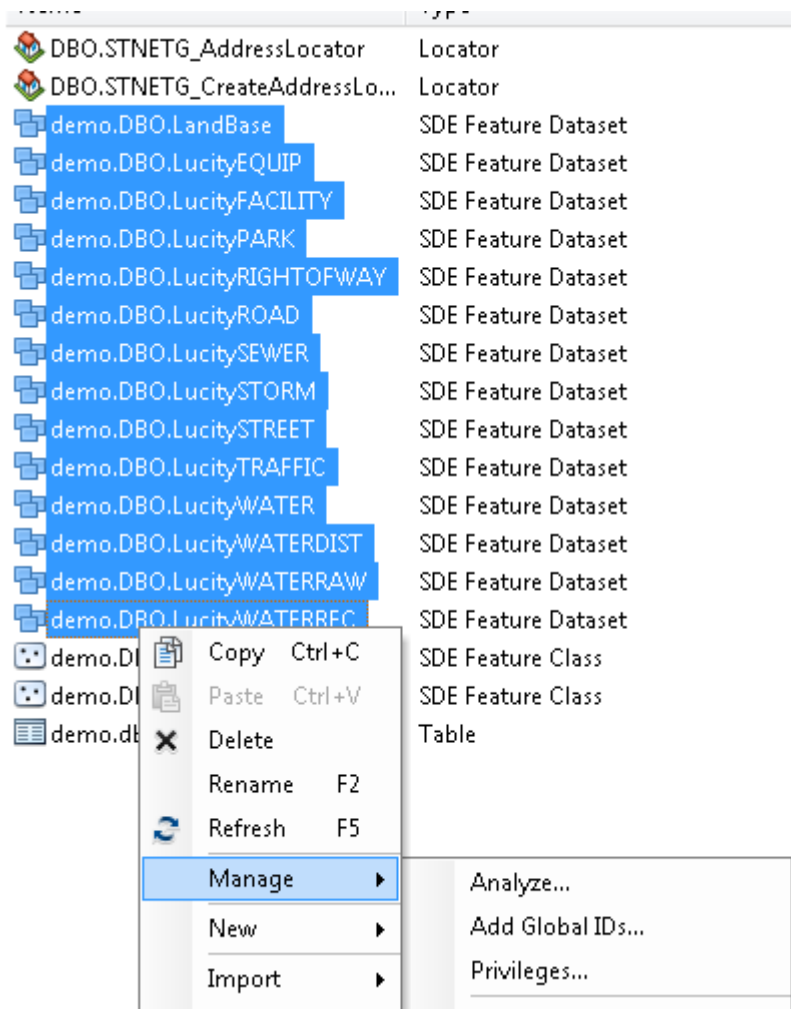 DBO.STNETG_AddressLocator Locator
DBO.STNETG_CreateAddressLo... Locator
demo.DBO.LandBase SDE Feature Dataset
demo.DBO.LucityEQUIP SDE Feature Dataset
demo.DBO.LucityFACILITY SDE Feature Dataset
demo.DBO.LucityPARK SDE Feature Dataset
demo.DBO.LucityRIGHTOFWAY SDE Feature Dataset
demo.DBO.LucityROAD SDE Feature Dataset
demo.DBO.LucitySEWER SDE Feature Dataset
demo.DBO.LucitySTORM SDE Feature Dataset
demo.DBO.LucitySTREET SDE Feature Dataset
demo.DBO.LucityTRAFFIC SDE Feature Dataset
demo.DBO.LucityWATER SDE Feature Dataset
demo.DBO.LucityWATERDIST SDE Feature Dataset
demo.DBO.LucityWATERRAW SDE Feature Dataset
demo.DBO.LucityWATERREC SDE Feature Dataset
demo.D SDE Feature Class
demo.D SDE Feature Class
demo.db Table
Copy Ctrl+C
Paste Ctrl+V
Delete
Rename F2
Refresh F5
Manage
New
Import
Analyze...
Add Global IDs...
Privileges...